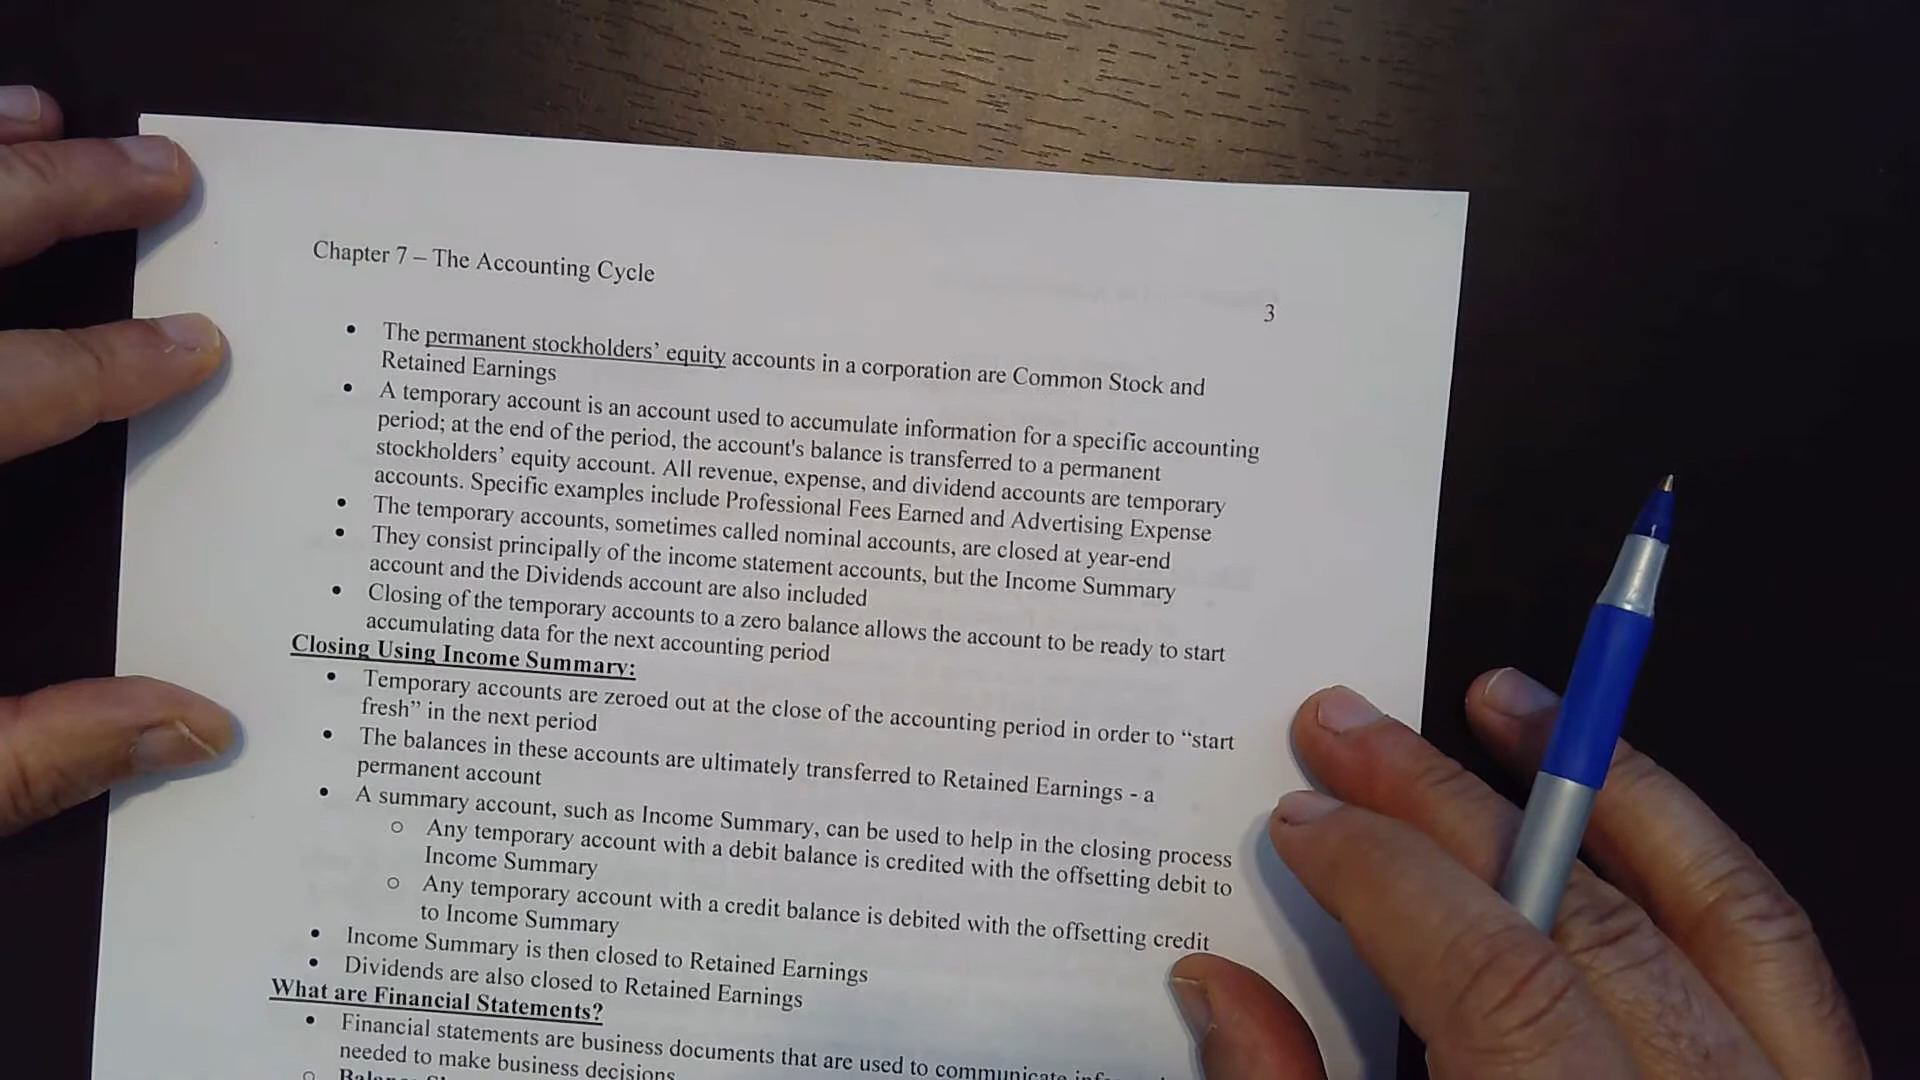 Chapter 7 – The Accounting Cycle
3
• The permanent stockholders’ equity accounts in a corporation are Common Stock and
Retained Earnings
• A temporary account is an account used to accumulate information for a specific accounting
period; at the end of the period, the account's balance is transferred to a permanent
stockholders’ equity account. All revenue, expense, and dividend accounts are temporary
accounts. Specific examples include Professional Fees Earned and Advertising Expense
• The temporary accounts, sometimes called nominal accounts, are closed at year-end
• They consist principally of the income statement accounts, but the Income Summary
account and the Dividends account are also included
• Closing of the temporary accounts to a zero balance allows the account to be ready to start
accumulating data for the next accounting period
Closing Using Income Summary:
• Temporary accounts are zeroed out at the close of the accounting period in order to “start
fresh” in the next period
• The balances in these accounts are ultimately transferred to Retained Earnings - a
permanent account
• A summary account, such as Income Summary, can be used to help in the closing process
○ Any temporary account with a debit balance is credited with the offsetting debit to
Income Summary
○ Any temporary account with a credit balance is debited with the offsetting credit
to Income Summary
• Income Summary is then closed to Retained Earnings
• Dividends are also closed to Retained Earnings
What are Financial Statements?
• Financial statements are business documents that are used to communicate
needed to make business decisions